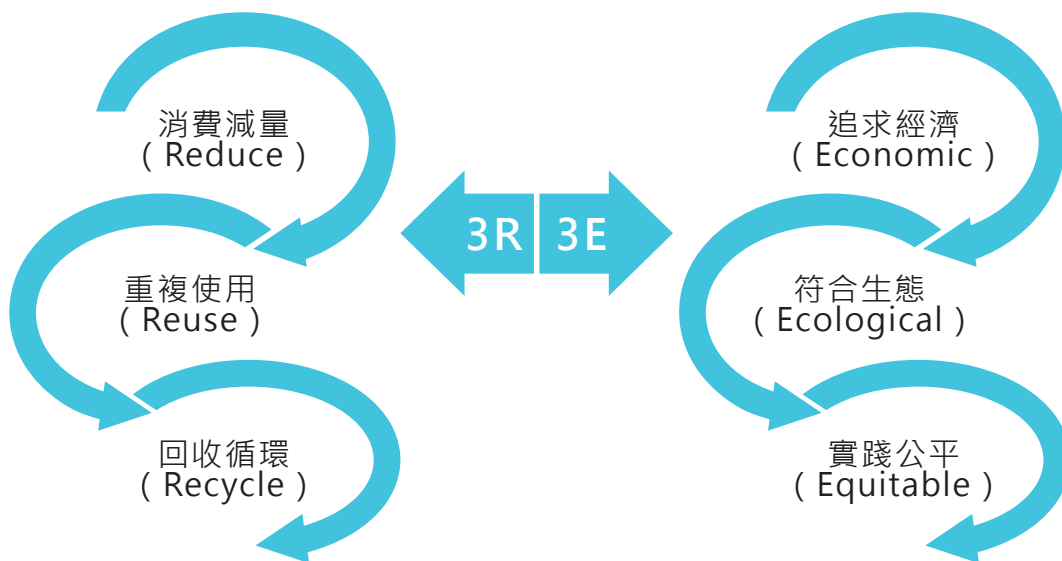 消費減量
( Reduce )
重複使用
( Reuse )
回收循環
( Recycle )
3R 3E
追求經濟
( Economic )
符合生態
( Ecological )
實踐公平
( Equitable )